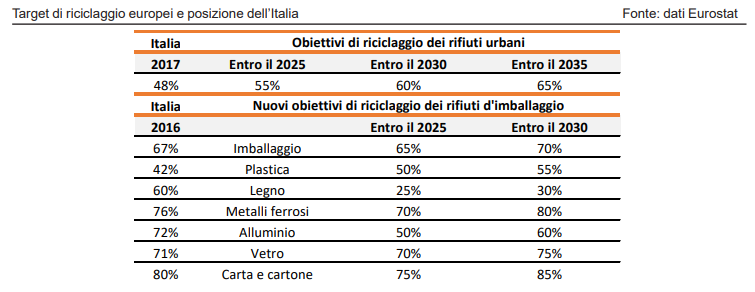 Target di riciclaggio europei e posizione dell'Italia Fonte: dati Eurostat
Italia Obiettivi di riciclaggio dei rifiuti urbani
2017 Entro il 2025 Entro il 2030 Entro il 2035
48% 55% 60% 65%
Italia Nuovi obiettivi di riciclaggio dei rifiuti d'imballaggio
2016 Entro il 2025 Entro il 2030
67% Imballaggio 65% 70%
42% Plastica 50% 55%
60% Legno 25% 30%
76% Metalli ferrosi 70% 80%
72% Alluminio 50% 60%
71% Vetro 70% 75%
80% Carta e cartone 75% 85%